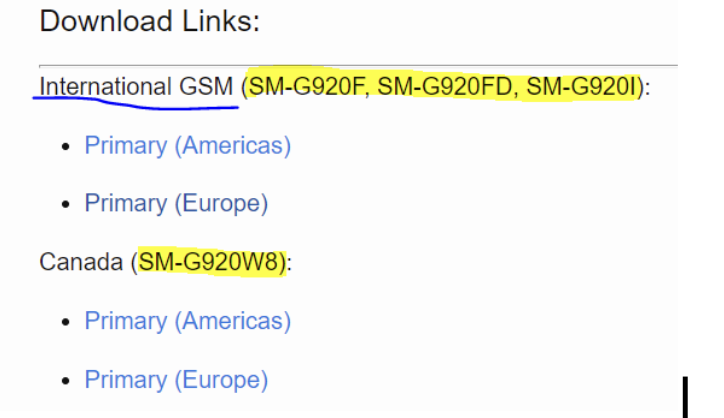 Download Links:
International GSM (SM-G920F, SM-G920FD, SM-G920I):
• Primary (Americas)
• Primary (Europe)
Canada (SM-G920W8):
• Primary (Americas)
• Primary (Europe)